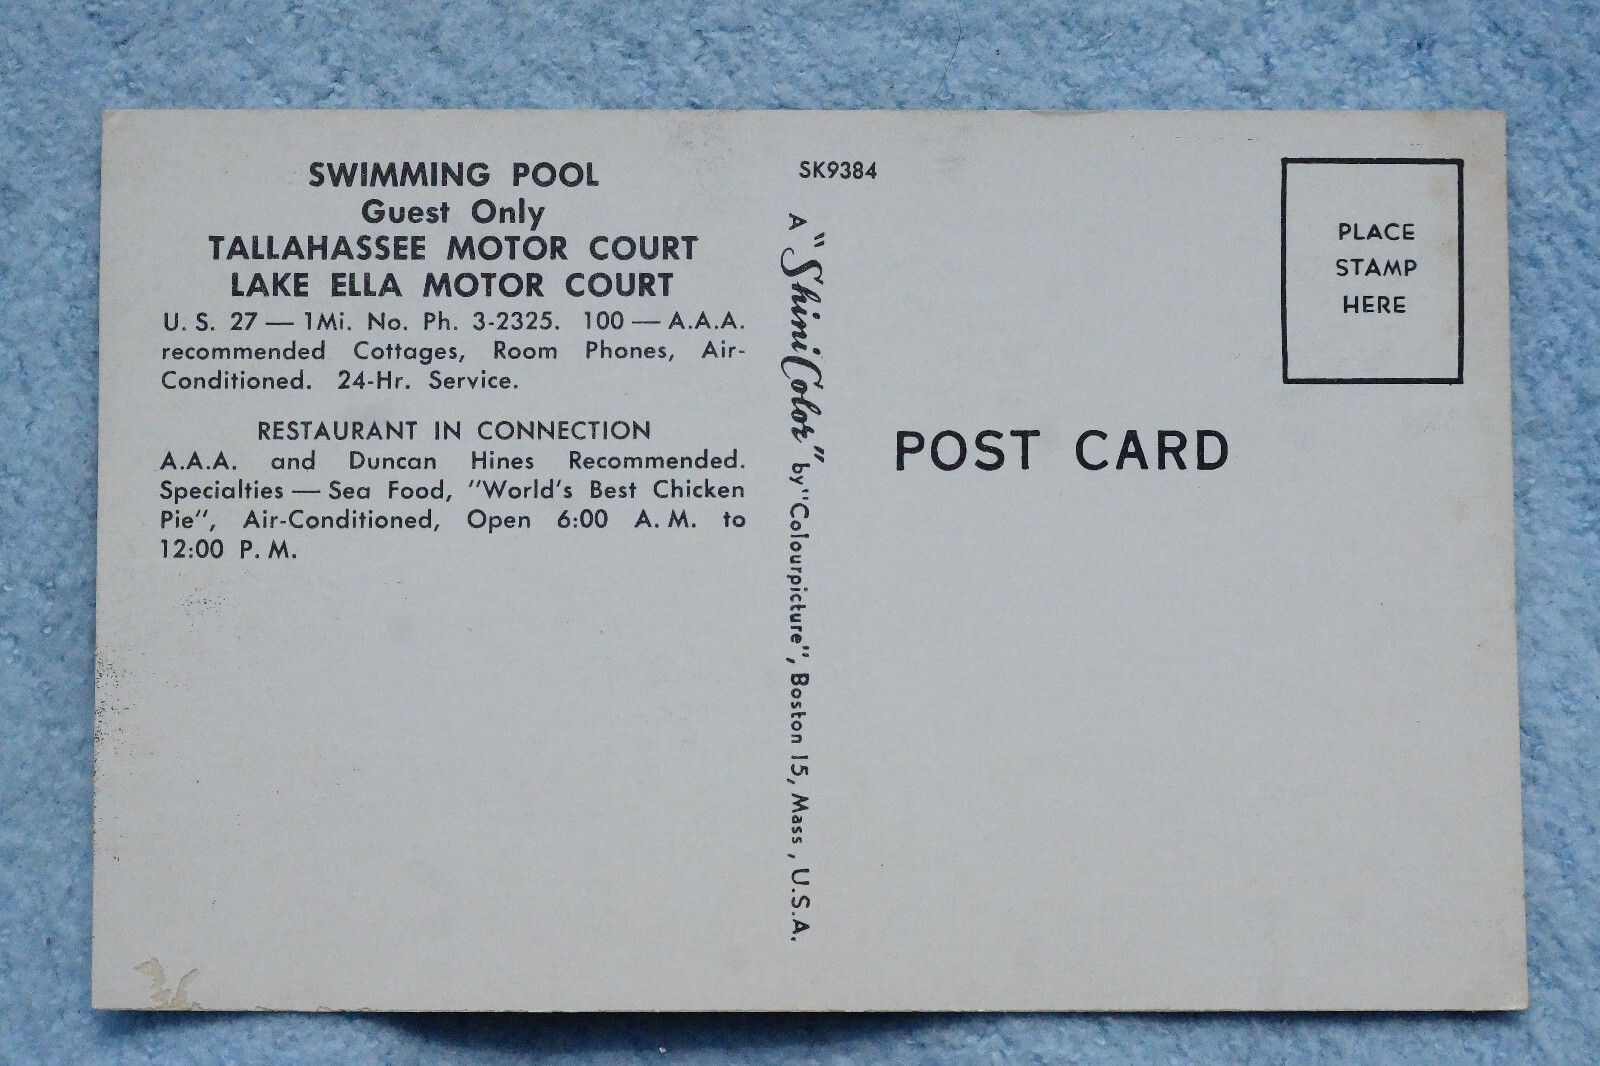 SWIMMING POOL
Guest Only
TALLAHASSEE MOTOR COURT
LAKE ELLA MOTOR COURT
U. S. 27 — 1Mi. No. Ph. 3-2325. 100 — A.A.A.
recommended Cottages, Room Phones, Air-
Conditioned. 24-Hr. Service.
RESTAURANT IN CONNECTION
A.A.A. and Duncan Hines Recommended.
Specialties — Sea Food, "World's Best Chicken
Pie", Air-Conditioned, Open 6:00 A. M. to
12:00 P. M.
SK9384
A "ShiniColor" by "Colourpicture", Boston 15, Mass, U.S.A.
PLACE
STAMP
HERE
POST CARD